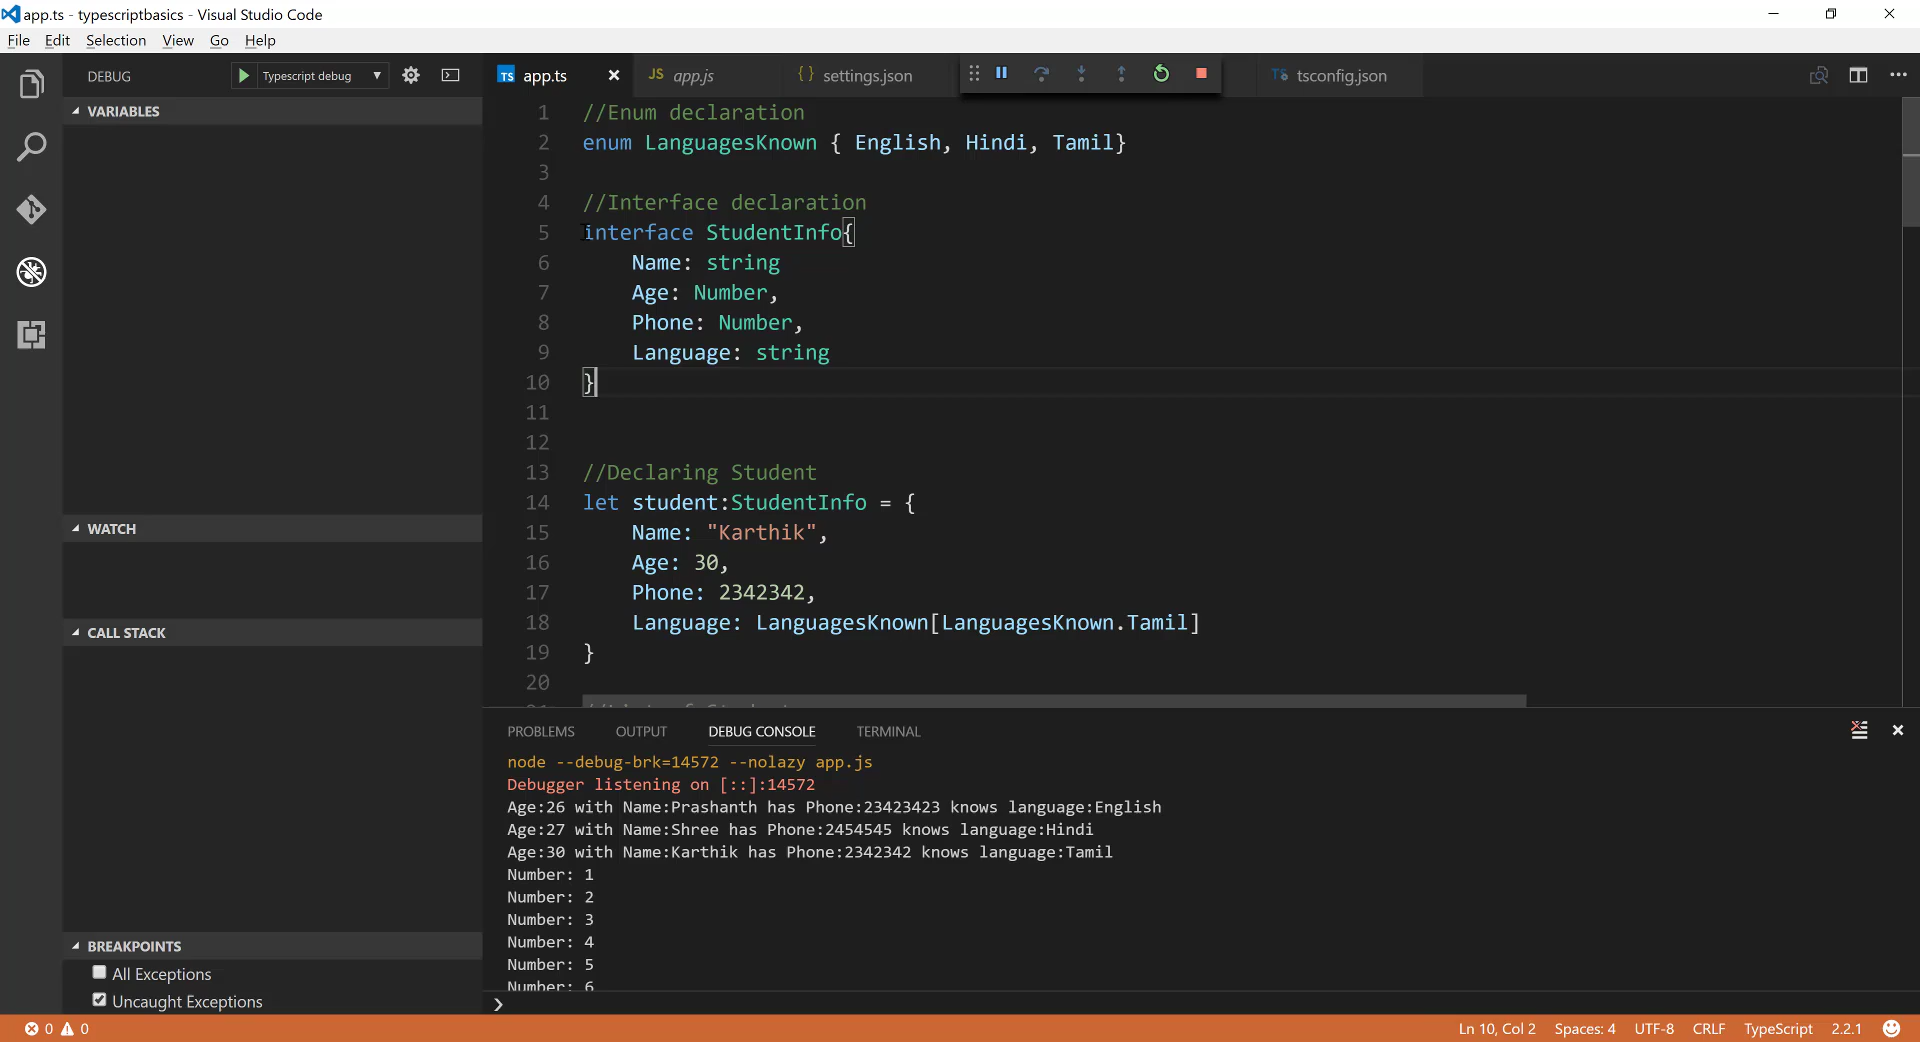 app.ts - typescriptbasics - Visual Studio Code
File Edit Selection View Go Help
DEBUG Typescript debug
TS app.ts JS app.js { } settings.json TS tsconfig.json
VARIABLES
WATCH
CALL STACK
BREAKPOINTS
All Exceptions
Uncaught Exceptions
1 //Enum declaration
2 enum LanguagesKnown { English, Hindi, Tamil}
3
4 //Interface declaration
5 interface StudentInfo{
6 Name: string
7 Age: Number,
8 Phone: Number,
9 Language: string
10 }
11
12
13 //Declaring Student
14 let student:StudentInfo = {
15 Name: "Karthik",
16 Age: 30,
17 Phone: 2342342,
18 Language: LanguagesKnown[LanguagesKnown.Tamil]
19 }
20
PROBLEMS OUTPUT DEBUG CONSOLE TERMINAL
node --debug-brk=14572 --nolazy app.js
Debugger listening on [::]:14572
Age:26 with Name:Prashanth has Phone:23423423 knows language:English
Age:27 with Name:Shree has Phone:2454545 knows language:Hindi
Age:30 with Name:Karthik has Phone:2342342 knows language:Tamil
Number: 1
Number: 2
Number: 3
Number: 4
Number: 5
Number: 6
0 0 Ln 10, Col 2 Spaces: 4 UTF-8 CRLF TypeScript 2.2.1